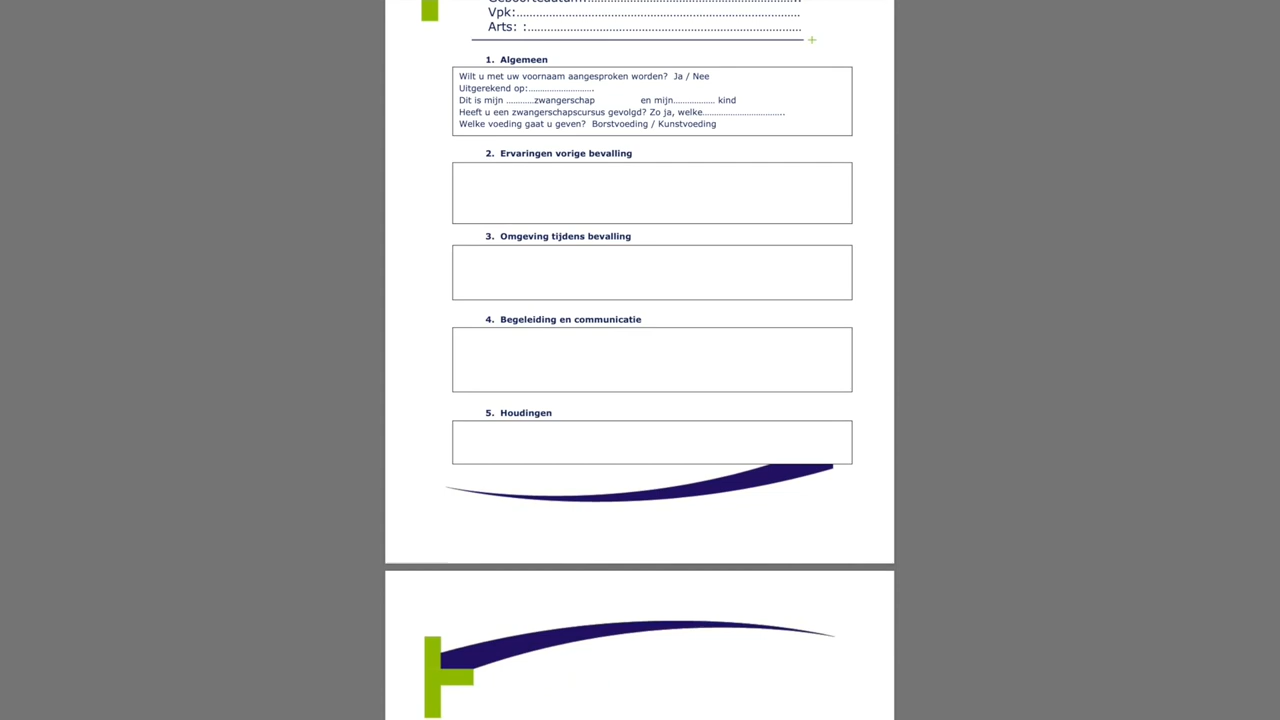 Vpk:......................................................................
Arts: :.....................................................................
1. Algemeen
Wilt u met uw voornaam aangesproken worden? Ja / Nee
Uitgerekend op:……………………….
Dit is mijn …………zwangerschap en mijn……………… kind
Heeft u een zwangerschapscursus gevolgd? Zo ja, welke……………………………..
Welke voeding gaat u geven? Borstvoeding / Kunstvoeding
2. Ervaringen vorige bevalling
3. Omgeving tijdens bevalling
4. Begeleiding en communicatie
5. Houdingen